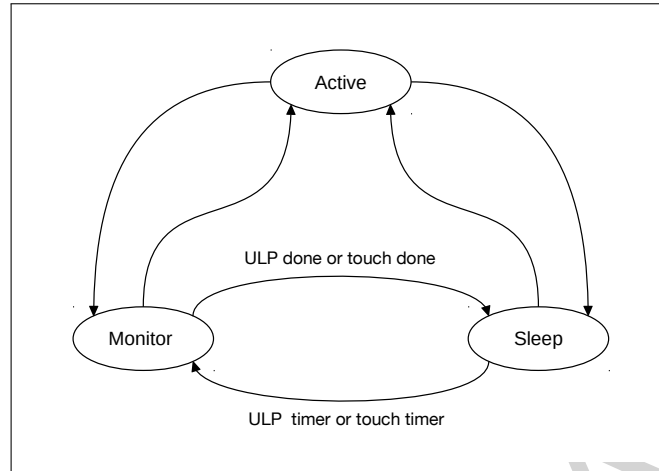 Active
ULP done or touch done
Monitor
Sleep
ULP timer or touch timer